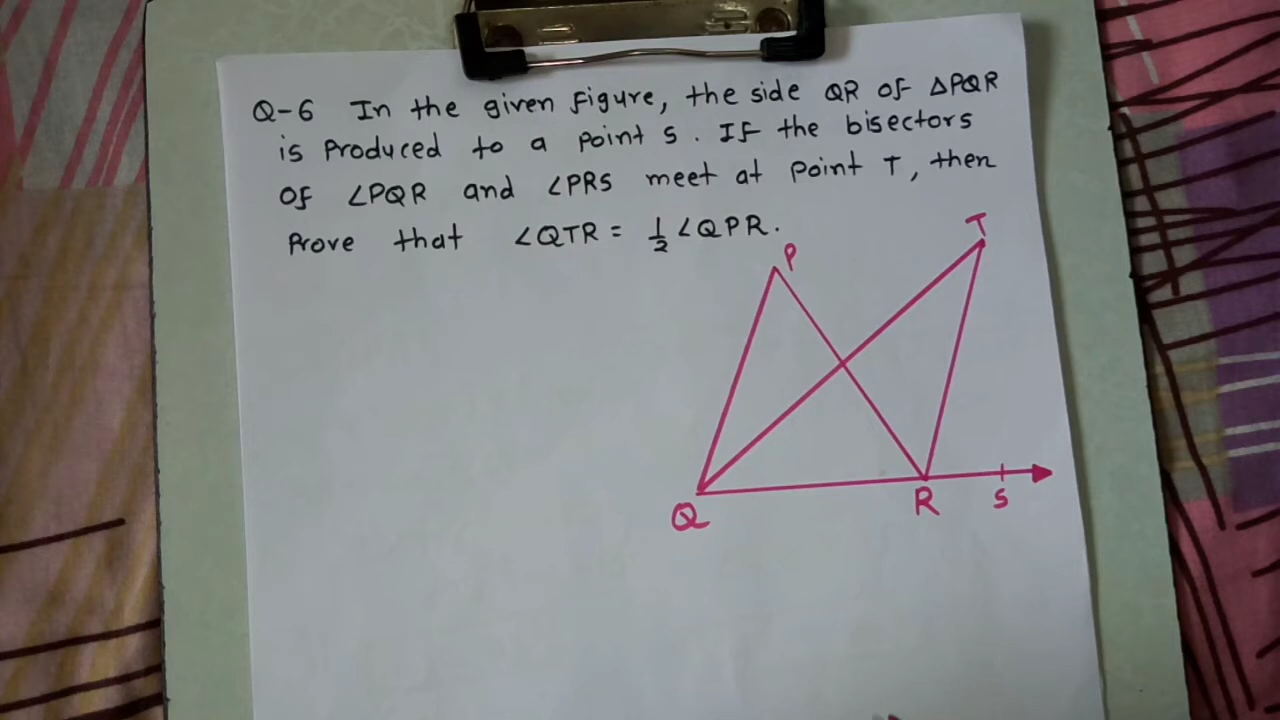 Q-6 In the given figure, the side QR of ΔPQR
is produced to a point S. If the bisectors
of ∠PQR and ∠PRS meet at point T, then
Prove that ∠QTR = 1/2 ∠QPR.
T
P
Q R S